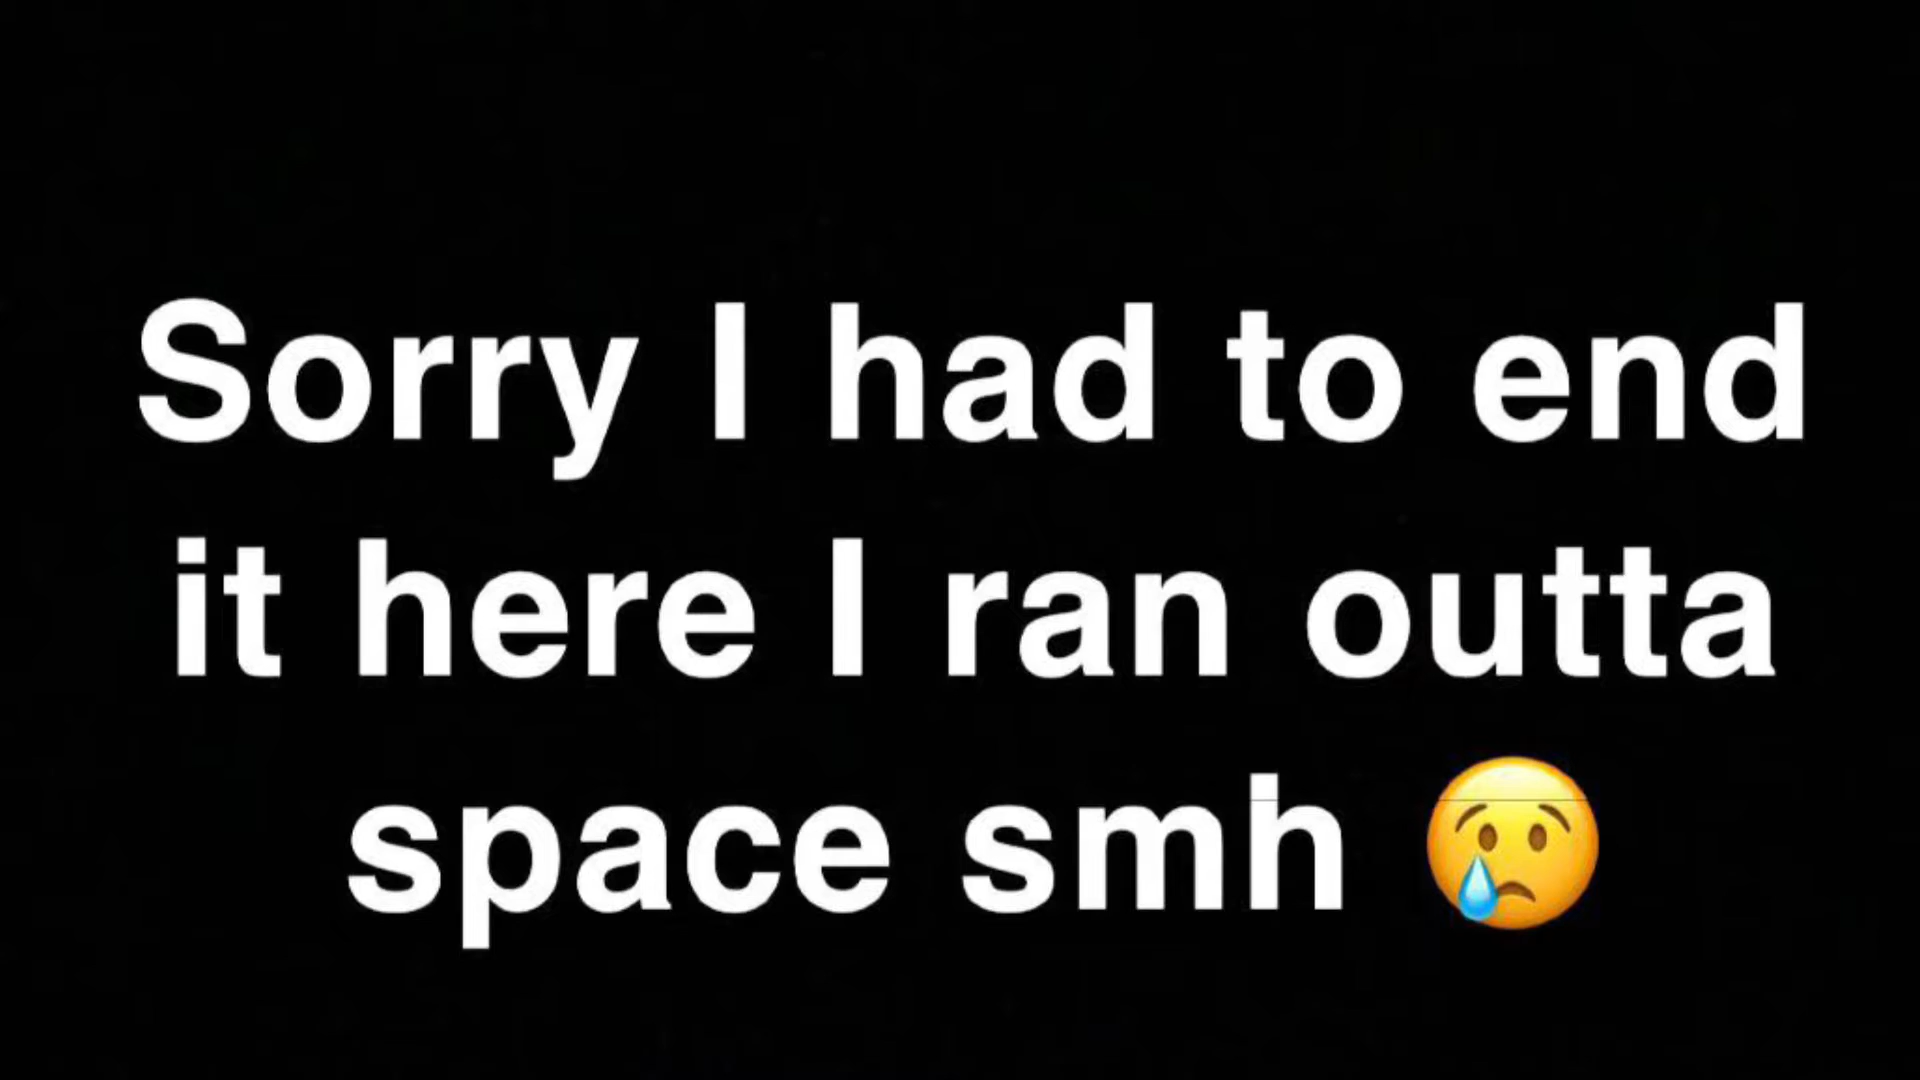 Sorry I had to end
it here I ran outta
space smh 😢